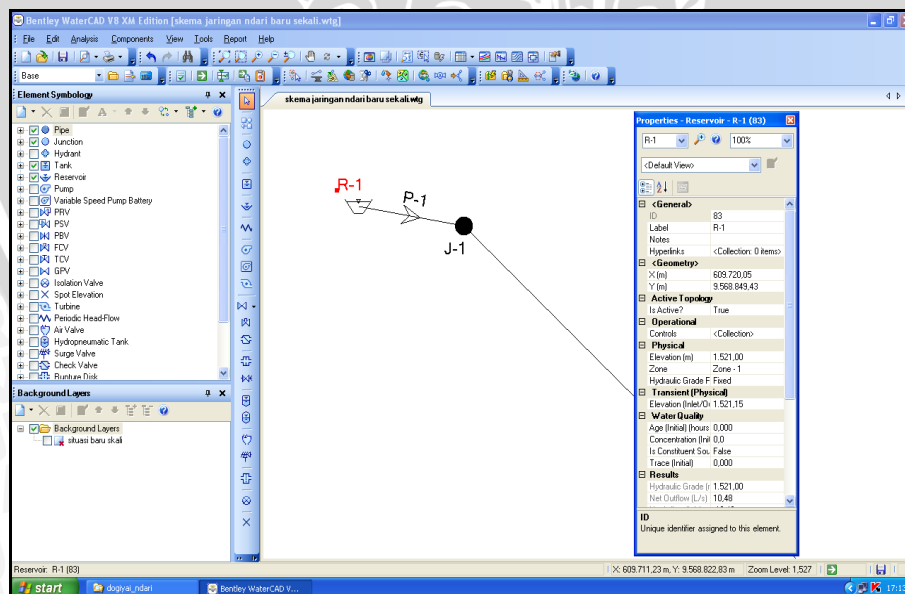 Bentley WaterCAD V8 XM Edition [skema jaringan ndari baru sekali.wtg]
File Edit Analysis Components View Tools Report Help
Base
Element Symbology
Pipe
Junction
Hydrant
Tank
Reservoir
Pump
Variable Speed Pump Battery
PRV
PSV
PBV
FCV
TCV
GPV
Isolation Valve
Spot Elevation
Turbine
Periodic Head-Flow
Air Valve
Hydropneumatic Tank
Surge Valve
Check Valve
Rupture Disk
Background Layers
Background Layers
situasi baru skali
skema jaringan ndari baru sekali.wtg
R-1
P-1
J-1
Properties - Reservoir - R-1 (83)
R-1 100%
<Default View>
<General>
ID 83
Label R-1
Notes
Hyperlinks <Collection: 0 items>
<Geometry>
X (m) 609.720,05
Y (m) 9.568.849,43
Active Topology
Is Active? True
Operational
Controls <Collection>
Physical
Elevation (m) 1.521,00
Zone Zone - 1
Hydraulic Grade F Fixed
Transient (Physical)
Elevation (Inlet/O 1.521,15
Water Quality
Age (Initial) (hours 0,000
Concentration (Init 0,0
Is Constituent Sou False
Trace (Initial) 0,000
Results
Hydraulic Grade (r 1.521,00
Net Outflow (L/s) 10,48
ID
Unique identifier assigned to this element.
Reservoir: R-1 (83)
X: 609.711,23 m, Y: 9.568.822,83 m Zoom Level: 1,527
start dogiyai_ndari Bentley WaterCAD V... 17:13